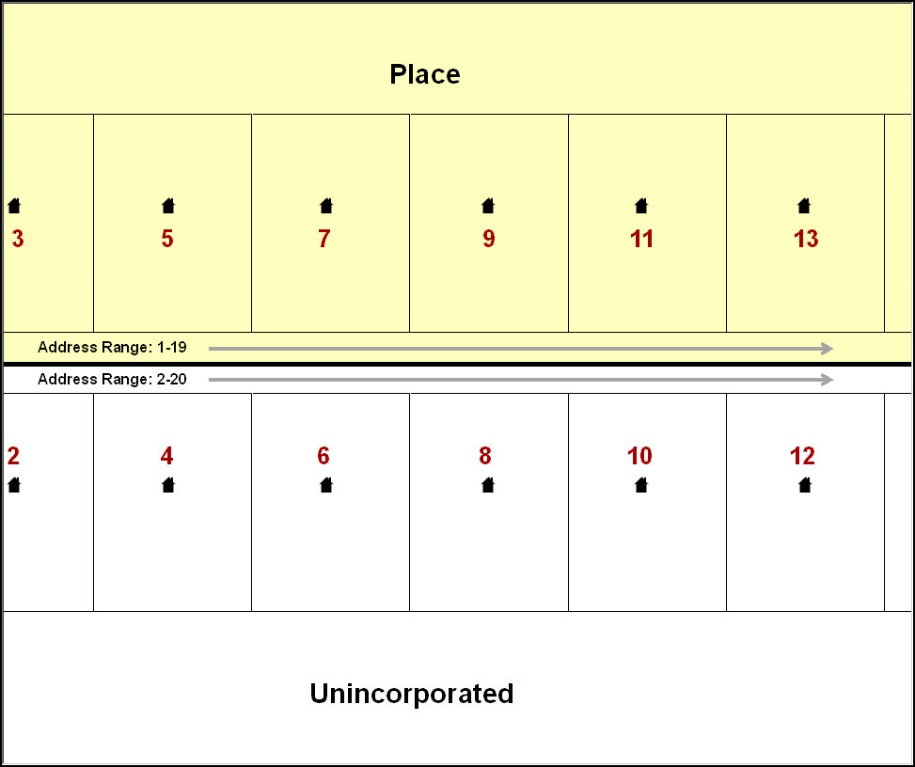 Place
3 5 7 9 11 13
Address Range: 1-19
Address Range: 2-20
2 4 6 8 10 12
Unincorporated